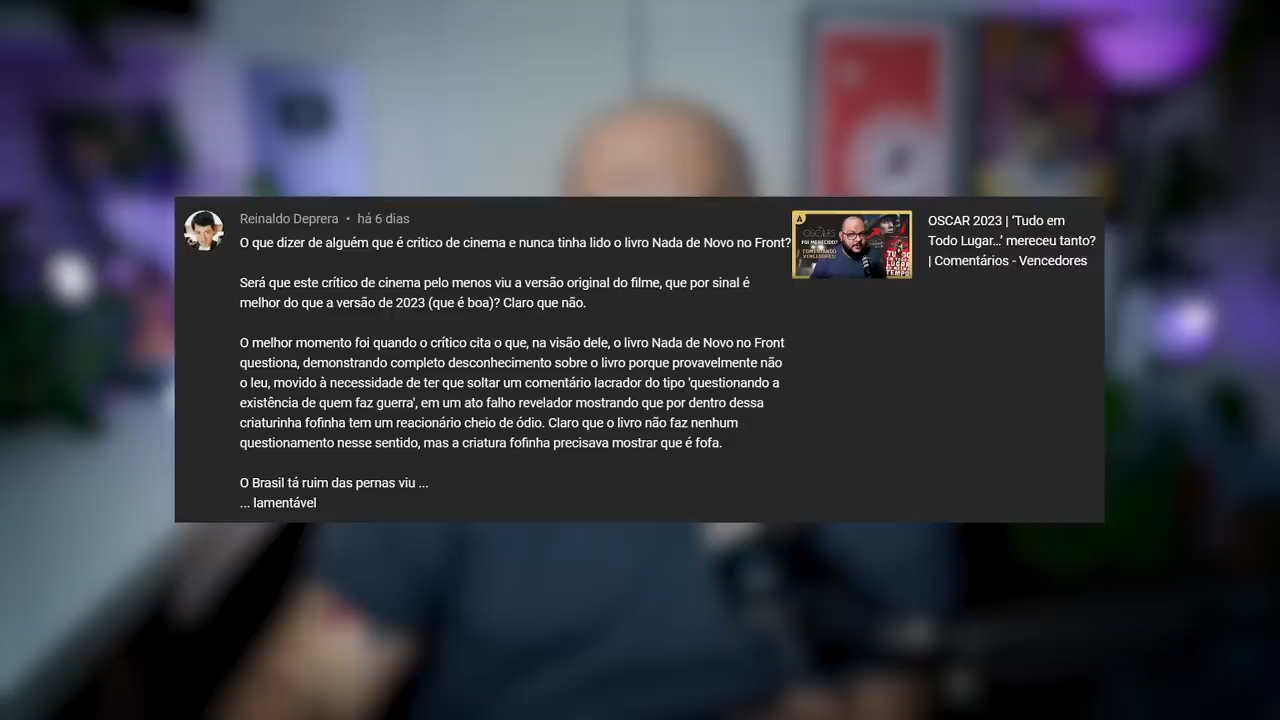 Reinaldo Deprera • há 6 dias
O que dizer de alguém que é critico de cinema e nunca tinha lido o livro Nada de Novo no Front?
Será que este crítico de cinema pelo menos viu a versão original do filme, que por sinal é
melhor do que a versão de 2023 (que é boa)? Claro que não.
O melhor momento foi quando o crítico cita o que, na visão dele, o livro Nada de Novo no Front
questiona, demonstrando completo desconhecimento sobre o livro porque provavelmente não
o leu, movido à necessidade de ter que soltar um comentário lacrador do tipo 'questionando a
existência de quem faz guerra', em um ato falho revelador mostrando que por dentro dessa
criaturinha fofinha tem um reacionário cheio de ódio. Claro que o livro não faz nenhum
questionamento nesse sentido, mas a criatura fofinha precisava mostrar que é fofa.
O Brasil tá ruim das pernas viu ...
... lamentável
A
OSCARS
FOI MERECIDO?
COMENTANDO
VENCEDORES!
OSCAR 2023 | ‘Tudo em
Todo Lugar...’ mereceu tanto?
| Comentários - Vencedores